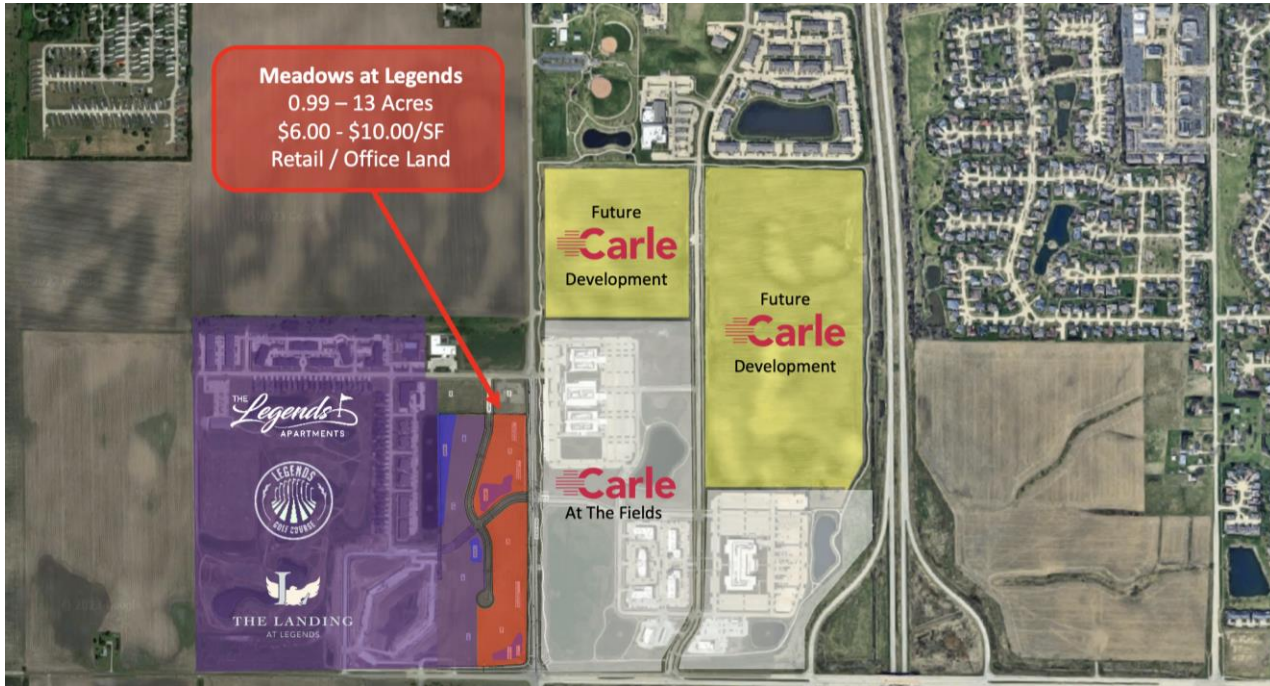 Meadows at Legends
0.99 – 13 Acres
$6.00 - $10.00/SF
Retail / Office Land
Future
Carle
Development
Future
Carle
Development
THE
Legends
APARTMENTS
LEGENDS
GOLF COURSE
Carle
At The Fields
L
THE LANDING
AT LEGENDS